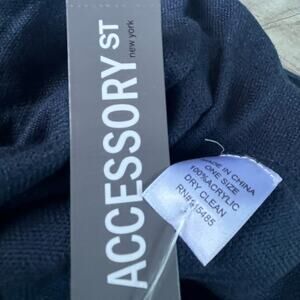 ACCESSORY ST
new york
MADE IN CHINA
ONE SIZE
100%ACRYLIC
DRY CLEAN
RN#115485